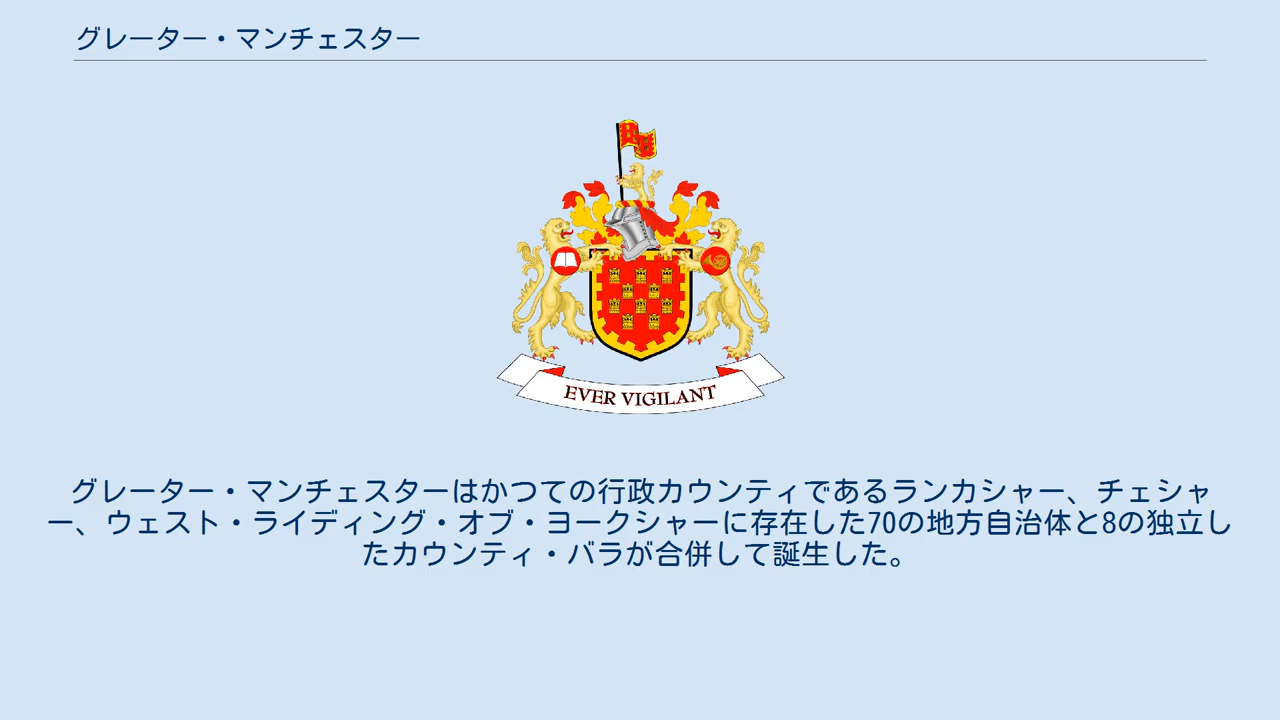 グレーター・マンチェスター
EVER VIGILANT
グレーター・マンチェスターはかつての行政カウンティであるランカシャー、チェシャ
ー、ウェスト・ライディング・オブ・ヨークシャーに存在した70の地方自治体と8の独立し
たカウンティ・バラが合併して誕生した。